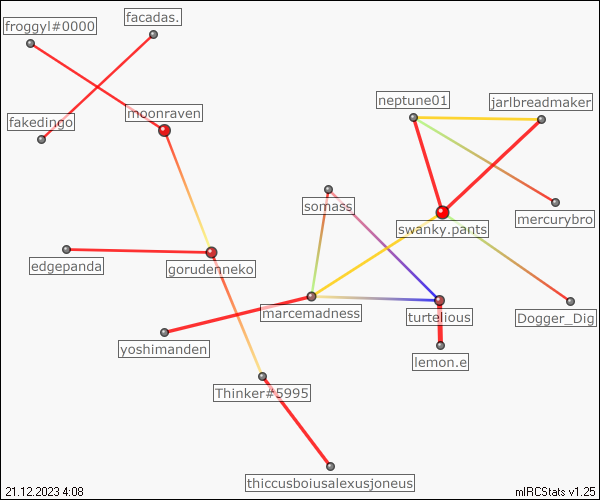 facadas.
froggyl#0000
neptune01
jarlbreadmaker
moonraven
fakedingo
somass
mercurybro
swanky.pants
edgepanda
gorudenneko
marcemadness
turtelious
Dogger_Dig
yoshimanden
lemon.e
Thinker#5995
thiccusboiusalexusjoneus
21.12.2023 4:08
mIRCStats v1.25